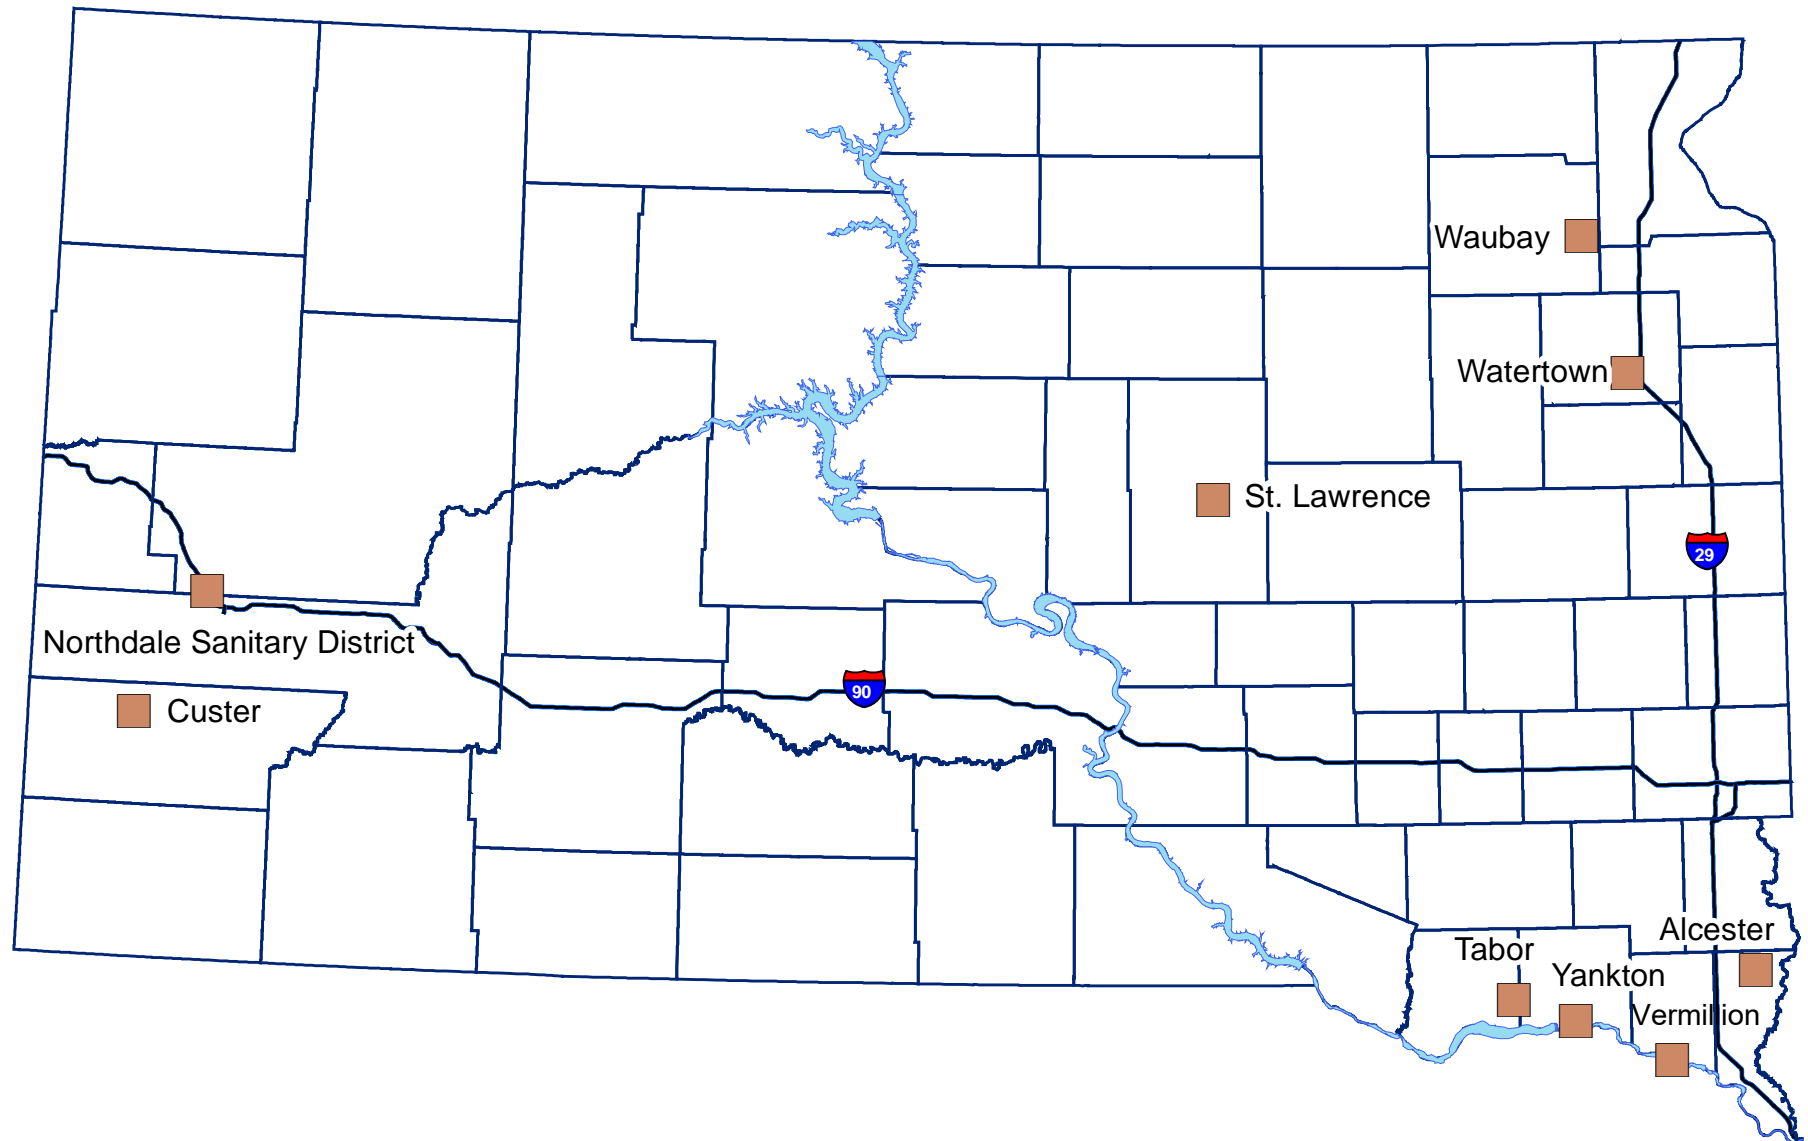 Waubay
Watertown
St. Lawrence
29
Northdale Sanitary District
90
Custer
Alcester
Tabor
Yankton
Vermillion